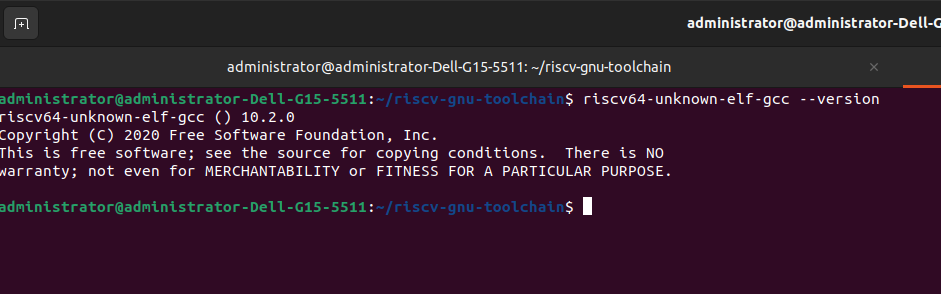 administrator@administrator-Dell-G
administrator@administrator-Dell-G15-5511: ~/riscv-gnu-toolchain
administrator@administrator-Dell-G15-5511:~/riscv-gnu-toolchain$ riscv64-unknown-elf-gcc --version
riscv64-unknown-elf-gcc () 10.2.0
Copyright (C) 2020 Free Software Foundation, Inc.
This is free software; see the source for copying conditions.  There is NO
warranty; not even for MERCHANTABILITY or FITNESS FOR A PARTICULAR PURPOSE.
administrator@administrator-Dell-G15-5511:~/riscv-gnu-toolchain$